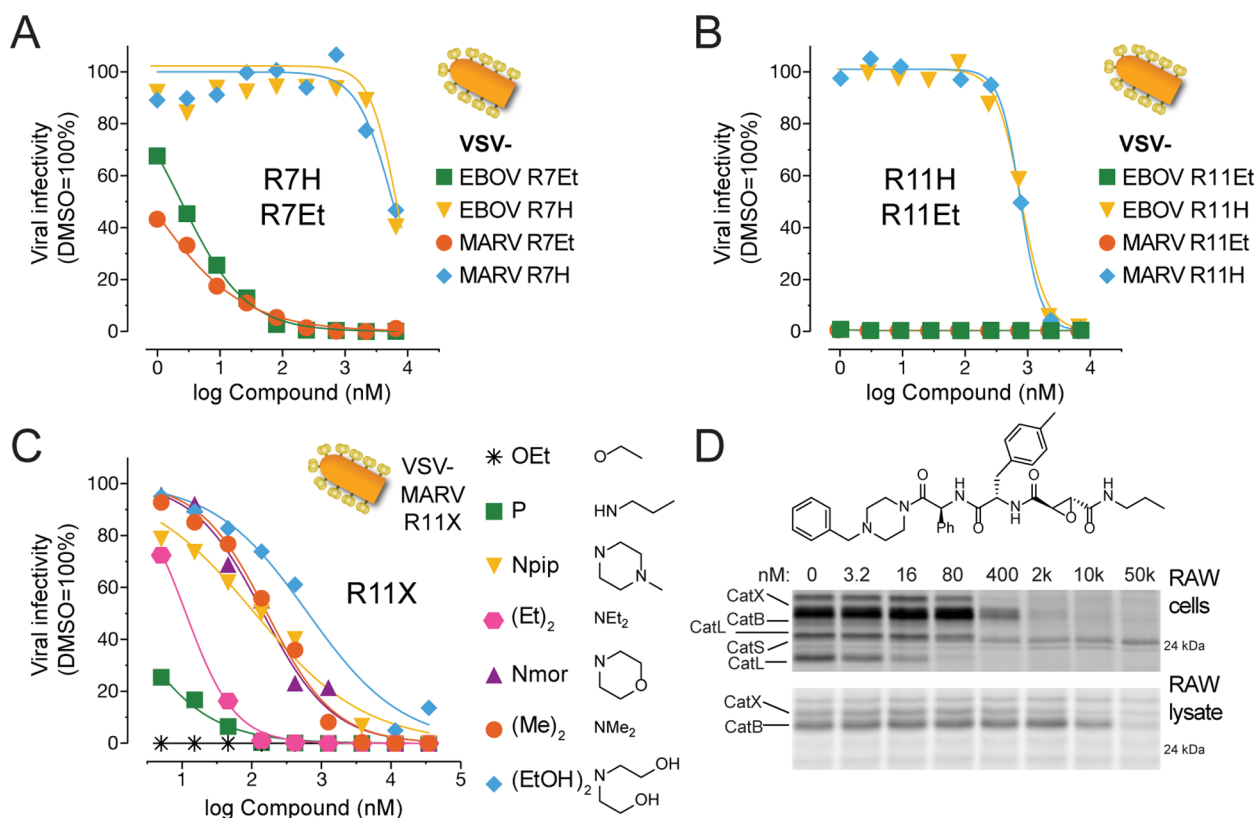 A
Viral infectivity
(DMSO=100%)
100
80
60
40
20
0
0
1
2
3
4
log Compound (nM)
R7H
R7Et
VSV-
EBOV R7Et
EBOV R7H
MARV R7Et
MARV R7H
B
Viral infectivity
(DMSO=100%)
100
80
60
40
20
0
0
1
2
3
4
log Compound (nM)
R11H
R11Et
VSV-
EBOV R11Et
EBOV R11H
MARV R11Et
MARV R11H
C
Viral infectivity
(DMSO=100%)
100
80
60
40
20
0
1
2
3
4
5
log Compound (nM)
VSV-
MARV
R11X
R11X
OEt
O
P
HN
Npip
N
N
(Et)2
NEt2
Nmor
N
O
(Me)2
NMe2
(EtOH)2
N
OH
OH
D
O
H
N
N
N
Ph
O
N
H
O
O
O
H
N
nM: 0 3.2 16 80 400 2k 10k 50k
CatX
CatB
CatL
CatS
CatL
24 kDa
RAW
cells
CatX
CatB
24 kDa
RAW
lysate